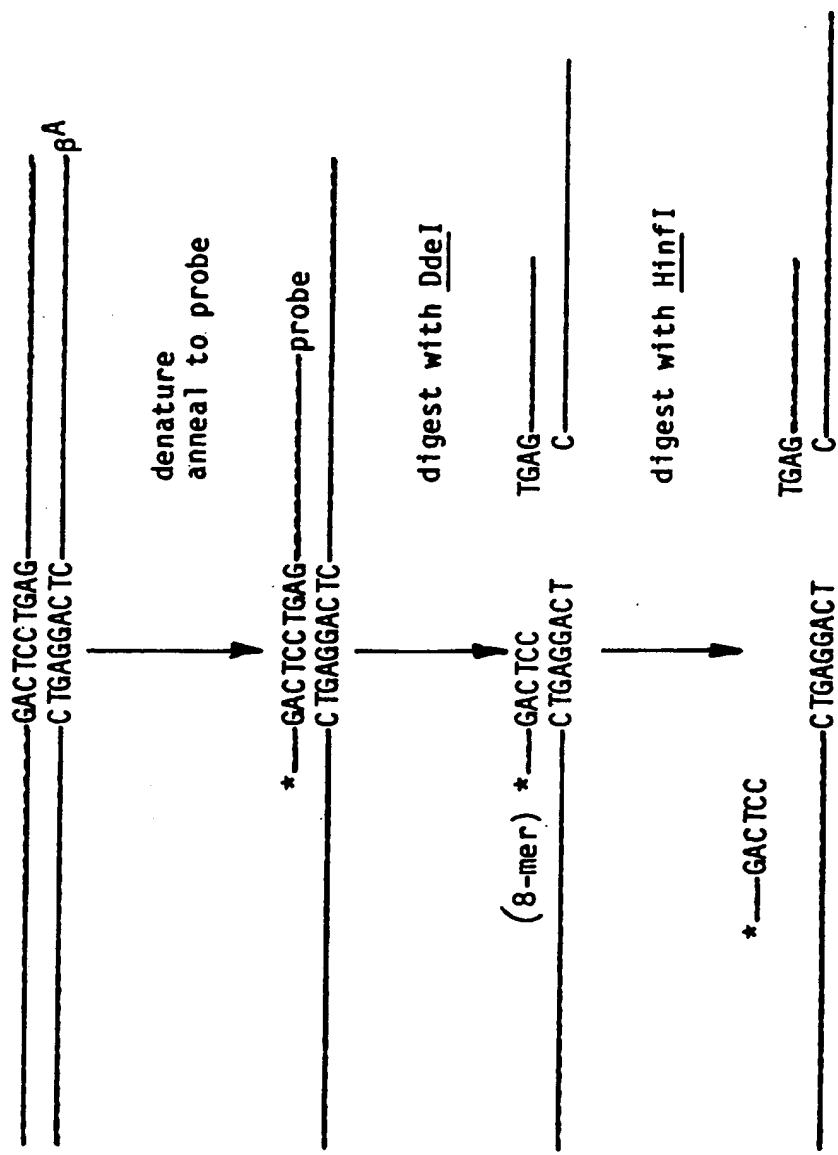 GACTCCTGAG
CTGAGGACTC βA
denature
anneal to probe
* GACTCCTGAG probe
CTGAGGACTC
digest with DdeI
(8-mer) * GACTCC TGAG
CTGAGGACT C
digest with HinfI
* GACTCC TGAG
CTGAGGACT C